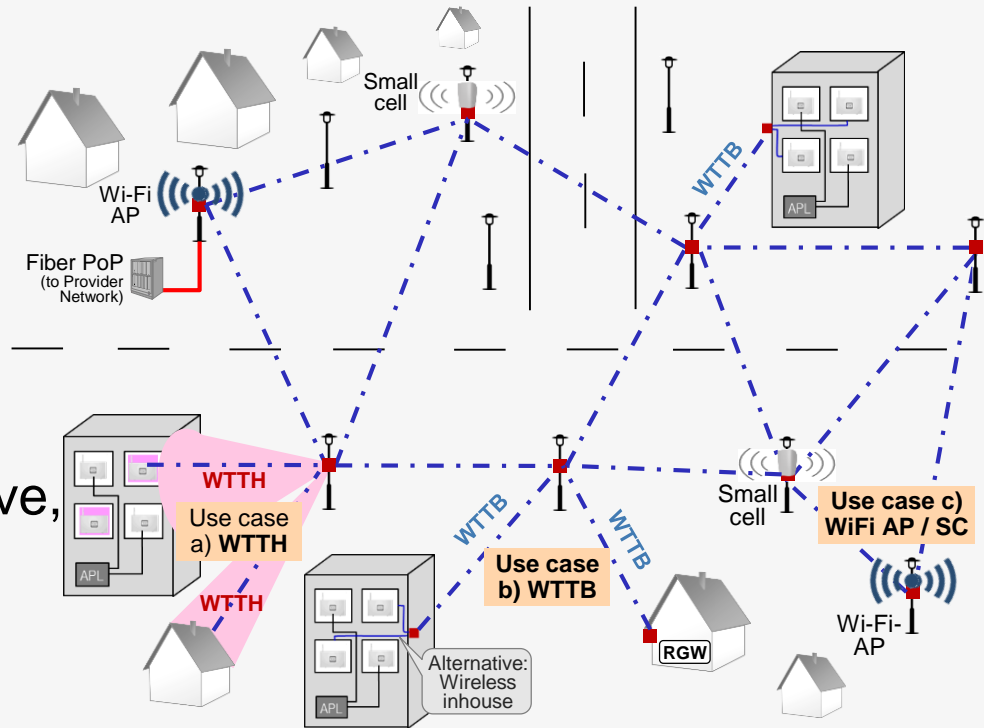 Small
cell
WTTB
APL
Wi-Fi
AP
Fiber PoP
(to Provider
Network)
ve,
WTTH
Use case
a) WTTH
APL
WTTH
WTTB
WTTB
Use case
b) WTTB
Small
cell
Use case c)
WiFi AP / SC
Wi-Fi-
AP
RGW
Alternative:
Wireless
inhouse
APL